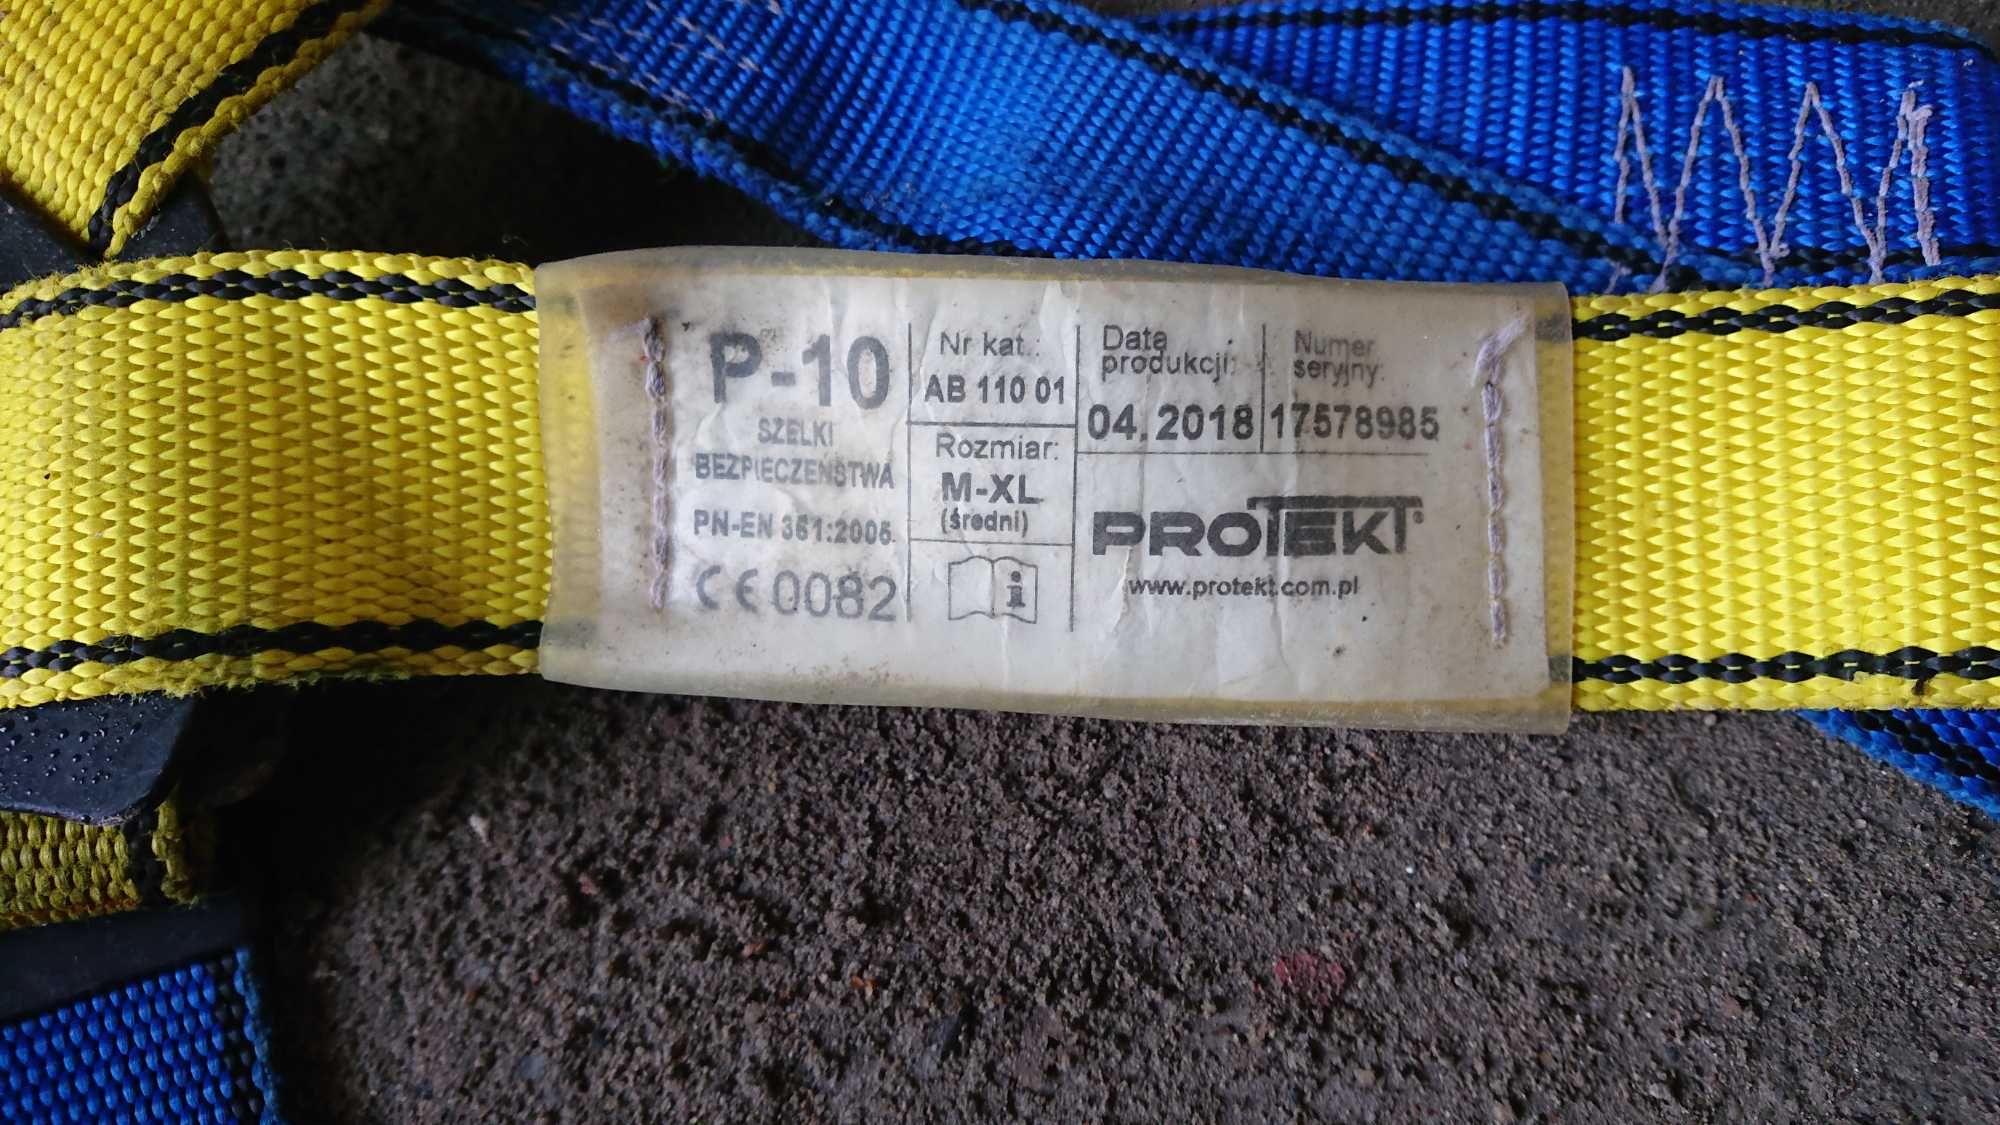 P-10
SZELKI
BEZPIECZEŃSTWA
PN-EN 361:2005
CE 0082
Nr kat.:
AB 110 01
Rozmiar:
M-XL
(średni)
i
Data
produkcji:
04.2018
Numer
seryjny:
17578985
PROTEKT®
www.protekt.com.pl